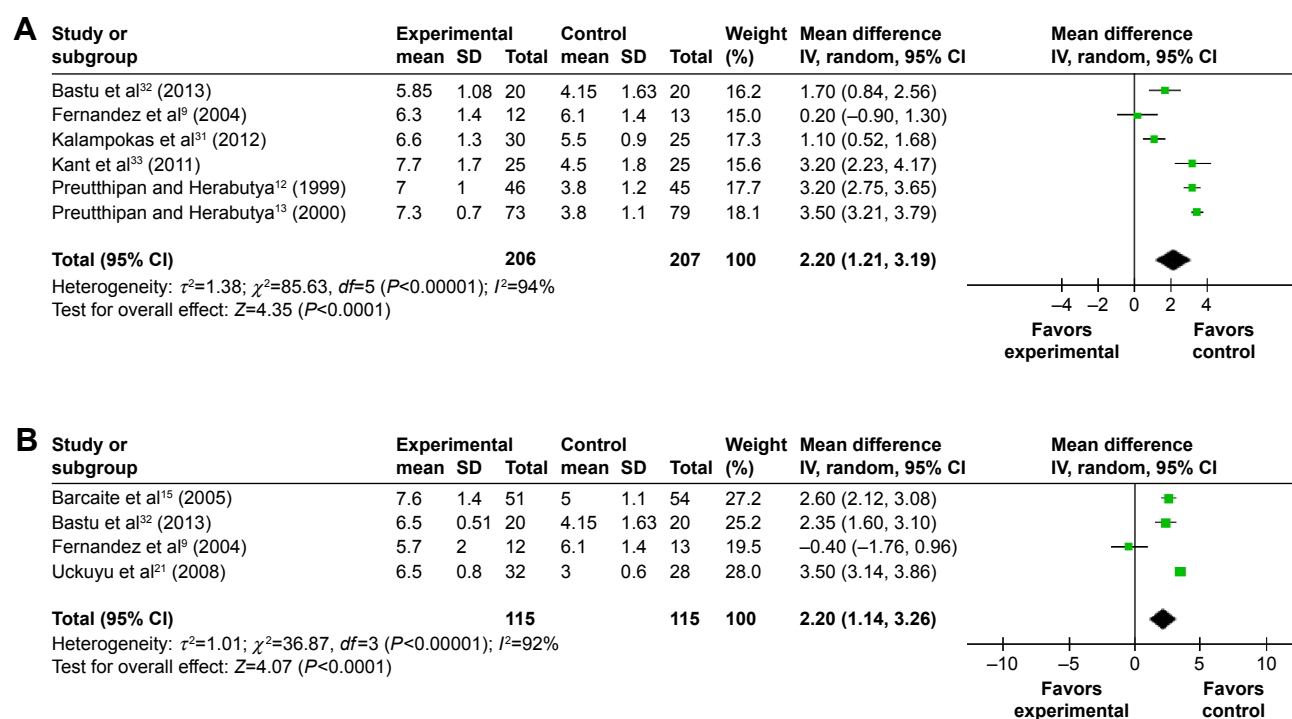 A Study or Experimental Control Weight Mean difference Mean difference
subgroup mean SD Total mean SD Total (%) IV, random, 95% CI IV, random, 95% CI
Bastu et al³² (2013) 5.85 1.08 20 4.15 1.63 20 16.2 1.70 (0.84, 2.56)
Fernandez et al⁹ (2004) 6.3 1.4 12 6.1 1.4 13 15.0 0.20 (–0.90, 1.30)
Kalampokas et al³¹ (2012) 6.6 1.3 30 5.5 0.9 25 17.3 1.10 (0.52, 1.68)
Kant et al³³ (2011) 7.7 1.7 25 4.5 1.8 25 15.6 3.20 (2.23, 4.17)
Preutthipan and Herabutya¹² (1999) 7 1 46 3.8 1.2 45 17.7 3.20 (2.75, 3.65)
Preutthipan and Herabutya¹³ (2000) 7.3 0.7 73 3.8 1.1 79 18.1 3.50 (3.21, 3.79)
Total (95% CI) 206 207 100 2.20 (1.21, 3.19)
Heterogeneity: τ²=1.38; χ²=85.63, df=5 (P<0.00001); I²=94%
Test for overall effect: Z=4.35 (P<0.0001)
–4 –2 0 2 4
Favors Favors
experimental control
B Study or Experimental Control Weight Mean difference Mean difference
subgroup mean SD Total mean SD Total (%) IV, random, 95% CI IV, random, 95% CI
Barcaite et al¹⁵ (2005) 7.6 1.4 51 5 1.1 54 27.2 2.60 (2.12, 3.08)
Bastu et al³² (2013) 6.5 0.51 20 4.15 1.63 20 25.2 2.35 (1.60, 3.10)
Fernandez et al⁹ (2004) 5.7 2 12 6.1 1.4 13 19.5 –0.40 (–1.76, 0.96)
Uckuyu et al²¹ (2008) 6.5 0.8 32 3 0.6 28 28.0 3.50 (3.14, 3.86)
Total (95% CI) 115 115 100 2.20 (1.14, 3.26)
Heterogeneity: τ²=1.01; χ²=36.87, df=3 (P<0.00001); I²=92%
Test for overall effect: Z=4.07 (P<0.0001)
–10 –5 0 5 10
Favors Favors
experimental control